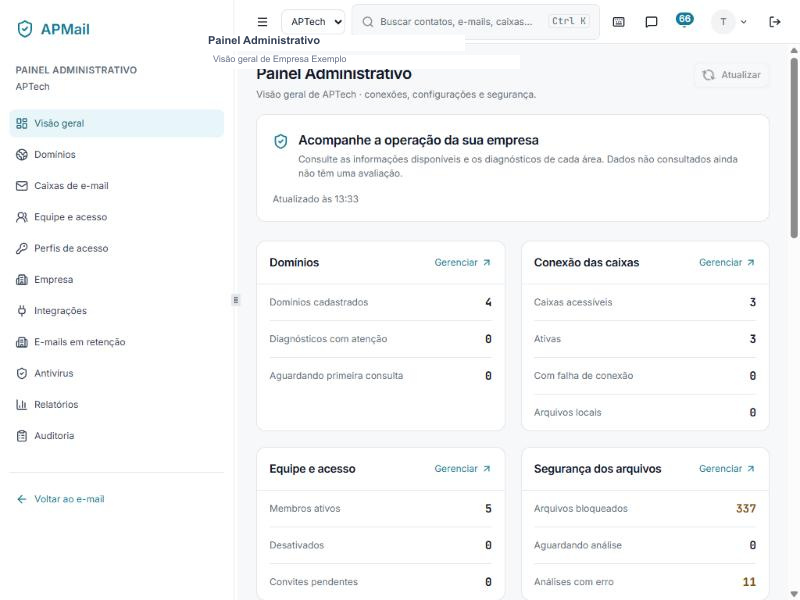 APMail
PAINEL ADMINISTRATIVO
APTech
Visão geral
Domínios
Caixas de e-mail
Equipe e acesso
Perfis de acesso
Empresa
Integrações
E-mails em retenção
Antivírus
Relatórios
Auditoria
Voltar ao e-mail
APTech
Buscar contatos, e-mails, caixas...
Ctrl K
66
T
Painel Administrativo
Visão geral de Empresa Exemplo
Painel Administrativo
Visão geral de APTech · conexões, configurações e segurança.
Atualizar
Acompanhe a operação da sua empresa
Consulte as informações disponíveis e os diagnósticos de cada área. Dados não consultados ainda
não têm uma avaliação.
Atualizado às 13:33
Domínios Gerenciar
Domínios cadastrados 4
Diagnósticos com atenção 0
Aguardando primeira consulta 0
Conexão das caixas Gerenciar
Caixas acessíveis 3
Ativas 3
Com falha de conexão 0
Arquivos locais 0
Equipe e acesso Gerenciar
Membros ativos 5
Desativados 0
Convites pendentes 0
Segurança dos arquivos Gerenciar
Arquivos bloqueados 337
Aguardando análise 0
Análises com erro 11